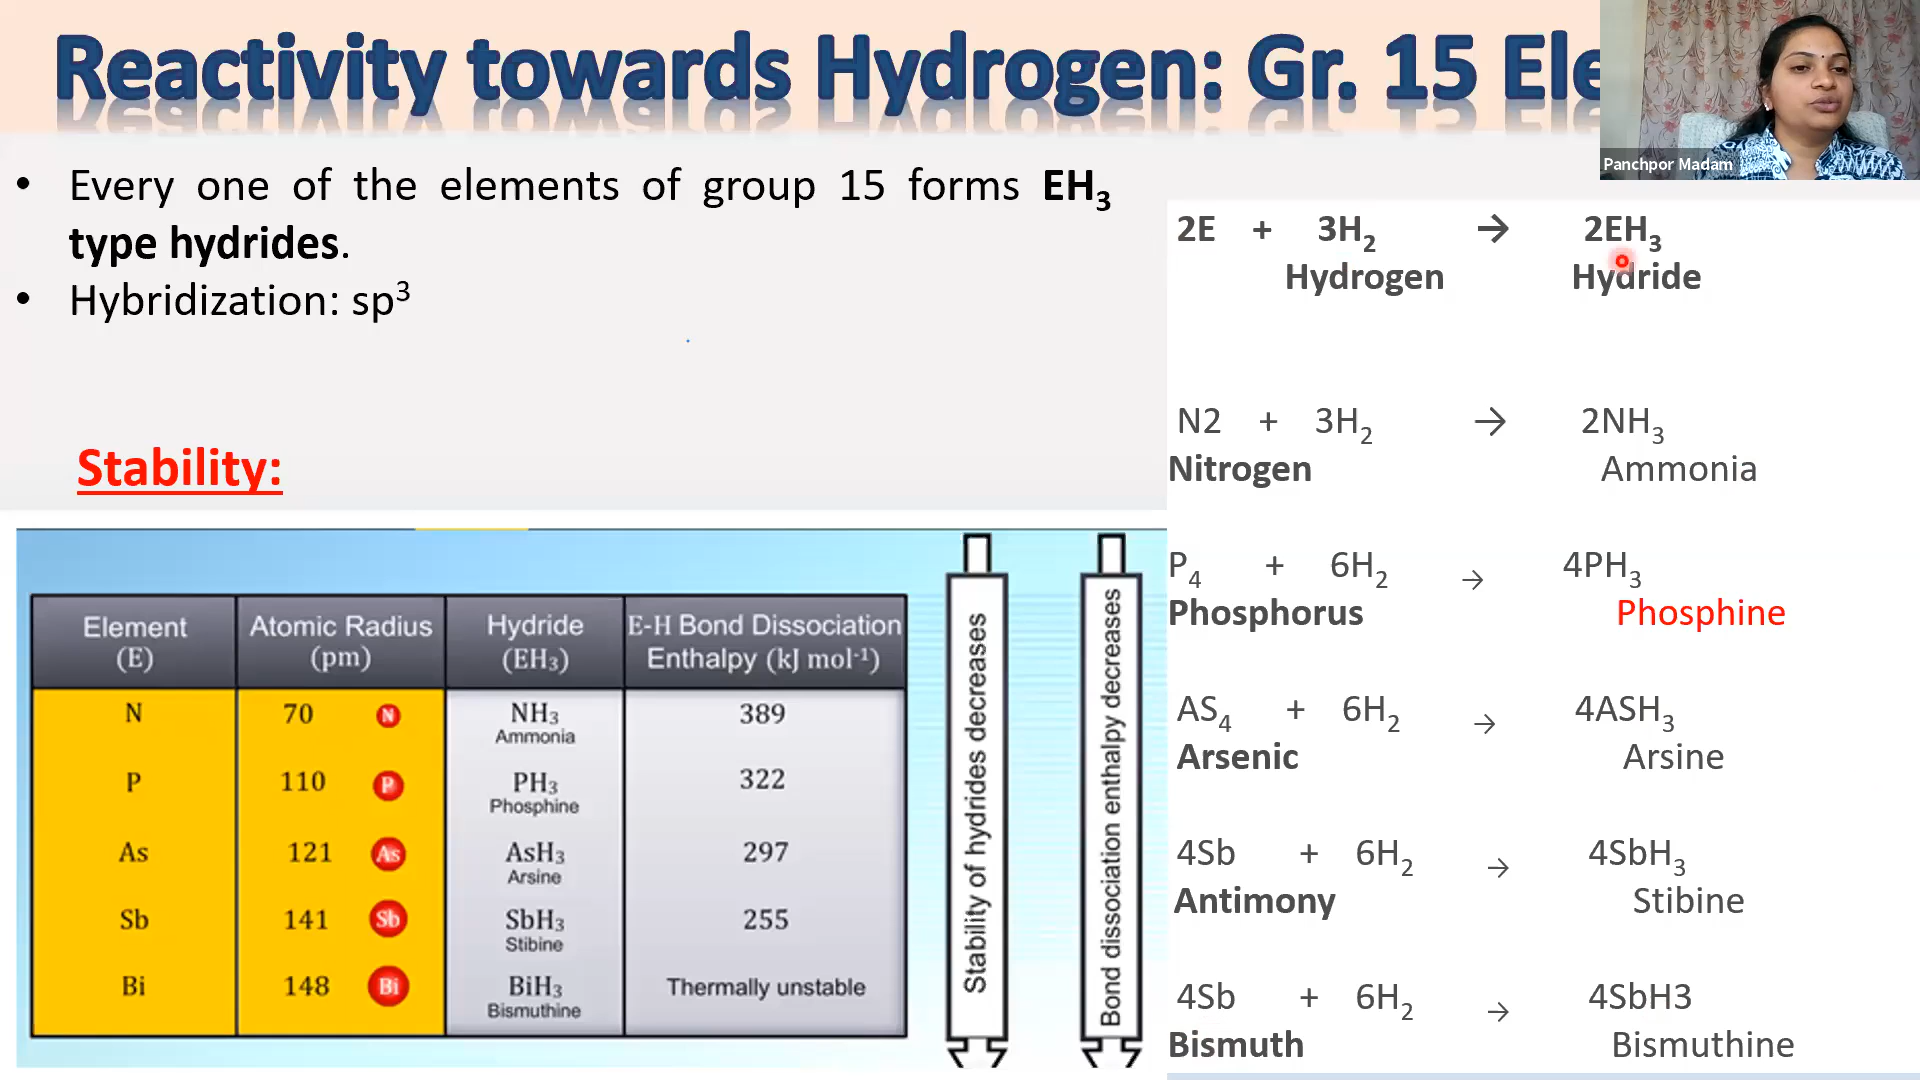 Reactivity towards Hydrogen: Gr. 15 Ele
Panchpor Madam
• Every one of the elements of group 15 forms EH₃
type hydrides.
• Hybridization: sp³
Stability:
Element
(E)
Atomic Radius
(pm)
Hydride
(EH₃)
E-H Bond Dissociation
Enthalpy (kJ mol⁻¹)
N 70 N NH₃ 389
Ammonia
P 110 P PH₃ 322
Phosphine
As 121 As AsH₃ 297
Arsine
Sb 141 Sb SbH₃ 255
Stibine
Bi 148 Bi BiH₃ Thermally unstable
Bismuthine
Stability of hydrides decreases
Bond dissociation enthalpy decreases
2E + 3H₂ → 2EH₃
Hydrogen Hydride
N2 + 3H₂ → 2NH₃
Nitrogen Ammonia
P₄ + 6H₂ → 4PH₃
Phosphorus Phosphine
AS₄ + 6H₂ → 4ASH₃
Arsenic Arsine
4Sb + 6H₂ → 4SbH₃
Antimony Stibine
4Sb + 6H₂ → 4SbH3
Bismuth Bismuthine